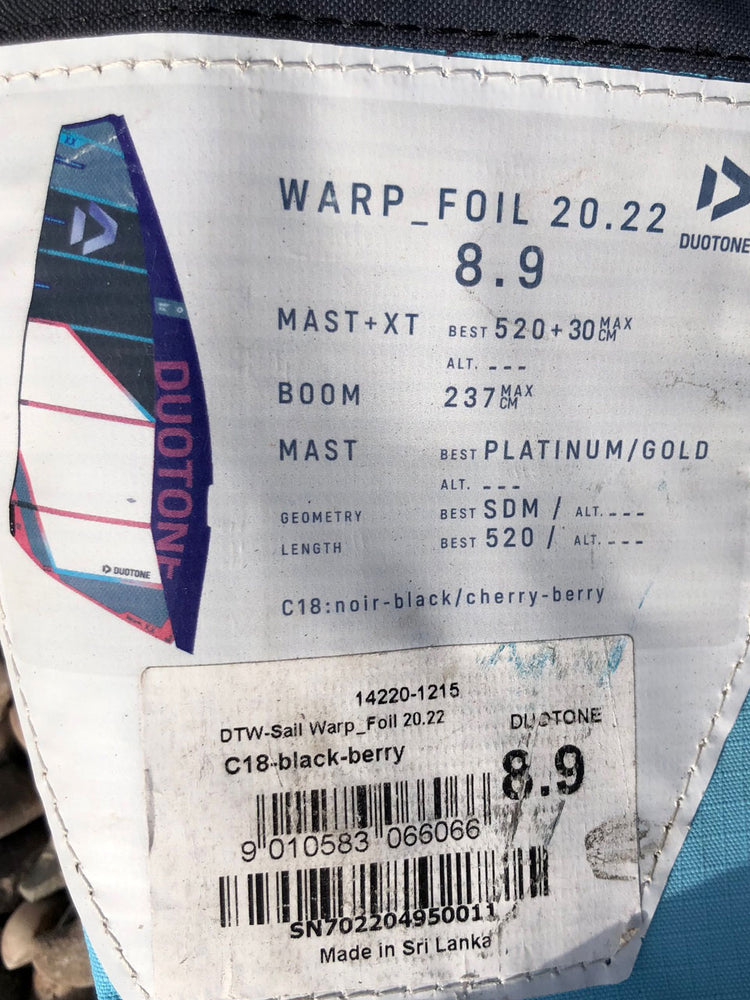 WARP_FOIL 20.22
DUOTONE
8.9
MAST+XT BEST 520+30 MAX CM
ALT. ---
BOOM 237 MAX CM
MAST BEST PLATINUM/GOLD
ALT. ---
GEOMETRY BEST SDM / ALT. ---
LENGTH BEST 520 / ALT. ---
C18:noir-black/cherry-berry
DUOTONE
DUOTONE
14220-1215
DTW-Sail Warp_Foil 20.22 DUOTONE
C18-black-berry 8.9
9 010583 066066
SN702204950011
Made in Sri Lanka